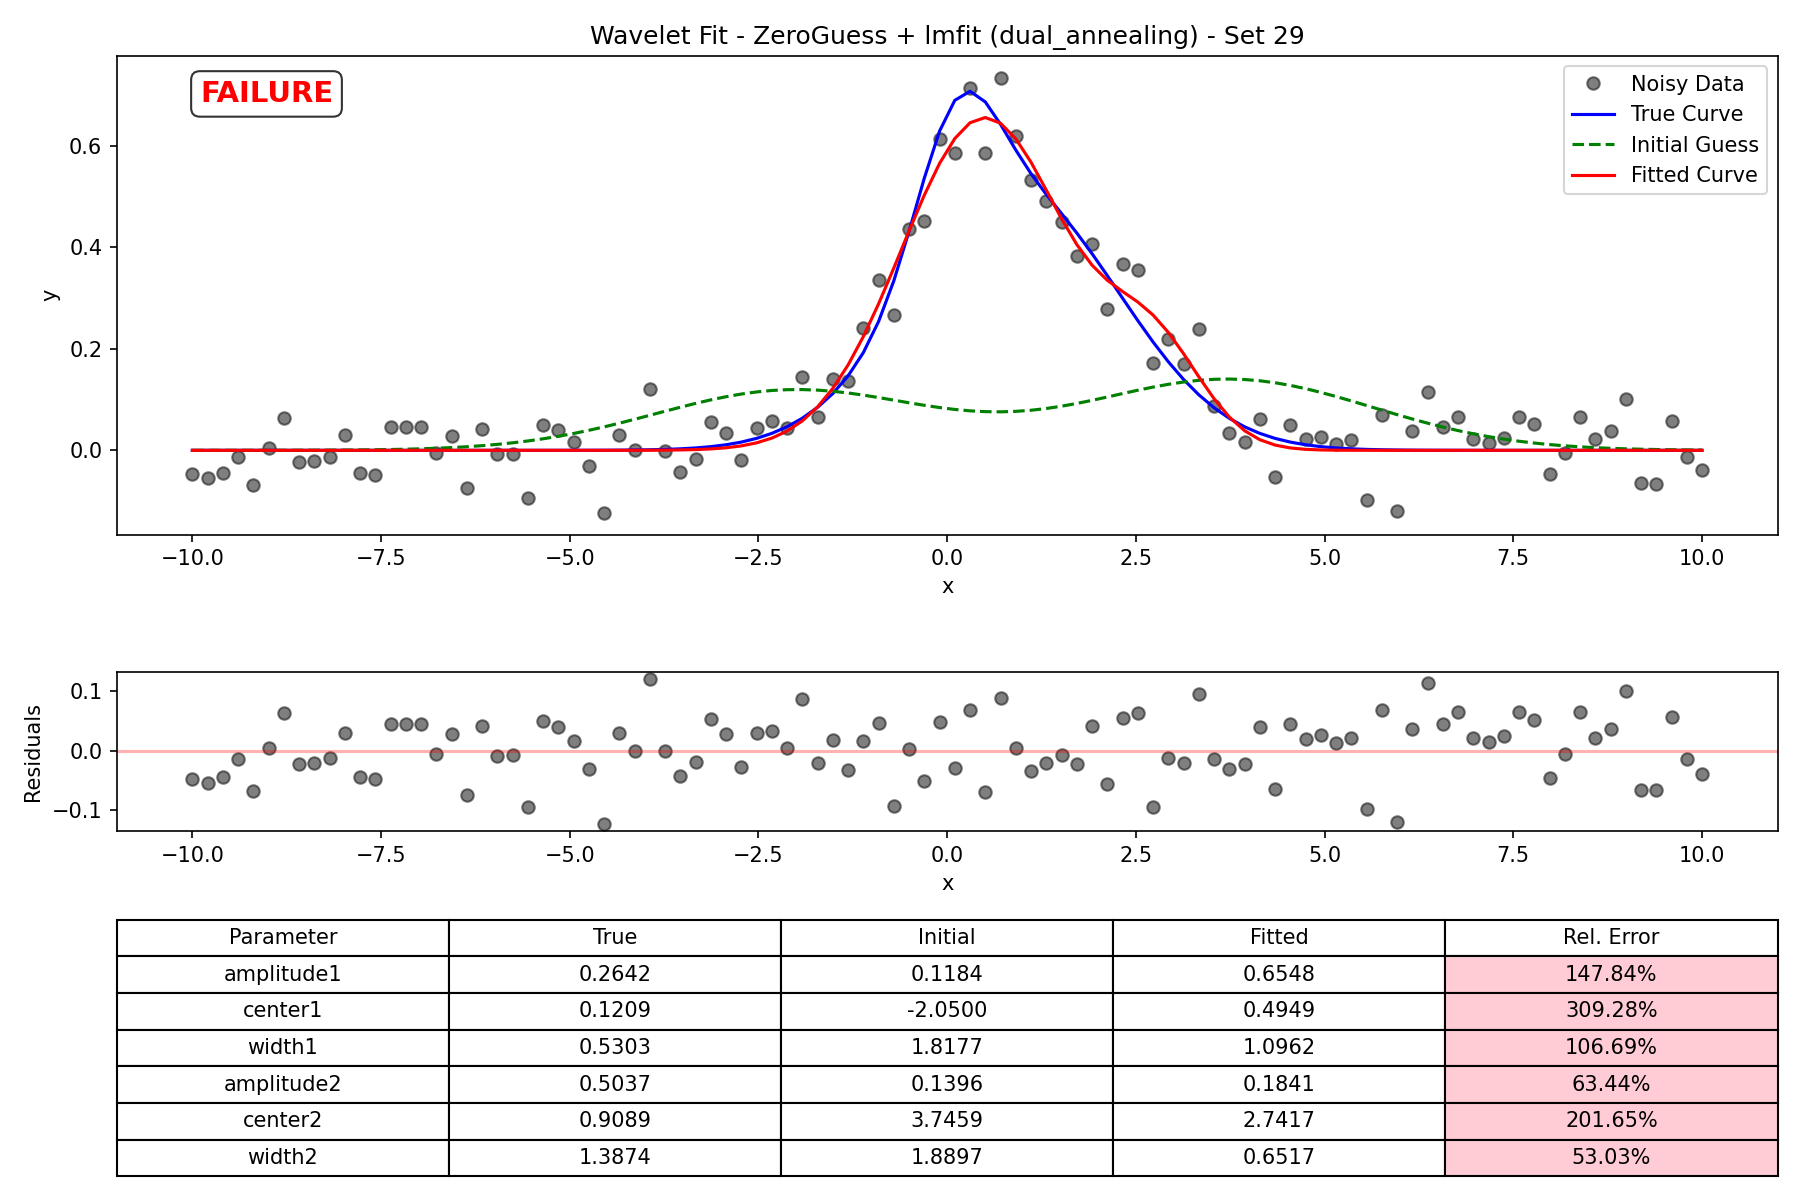 Wavelet Fit - ZeroGuess + lmfit (dual_annealing) - Set 29
FAILURE
Noisy Data
True Curve
Initial Guess
Fitted Curve
y
0.6
0.4
0.2
0.0
−10.0 −7.5 −5.0 −2.5 0.0 2.5 5.0 7.5 10.0
x
Residuals
0.1
0.0
−0.1
−10.0 −7.5 −5.0 −2.5 0.0 2.5 5.0 7.5 10.0
x
Parameter True Initial Fitted Rel. Error
amplitude1 0.2642 0.1184 0.6548 147.84%
center1 0.1209 -2.0500 0.4949 309.28%
width1 0.5303 1.8177 1.0962 106.69%
amplitude2 0.5037 0.1396 0.1841 63.44%
center2 0.9089 3.7459 2.7417 201.65%
width2 1.3874 1.8897 0.6517 53.03%